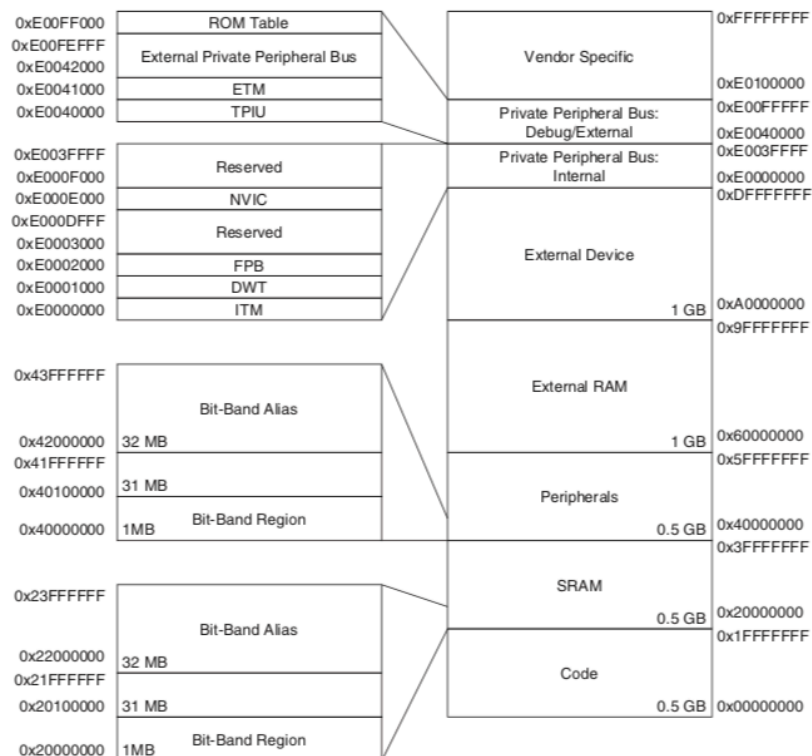 0xE00FF000 ROM Table
0xE00FEFFF
External Private Peripheral Bus
0xE0042000
0xE0041000 ETM
0xE0040000 TPIU
0xE003FFFF
Reserved
0xE000F000
0xE000E000 NVIC
0xE000DFFF
Reserved
0xE0003000
0xE0002000 FPB
0xE0001000 DWT
0xE0000000 ITM
0x43FFFFFF
Bit-Band Alias
0x42000000 32 MB
0x41FFFFFF
0x40100000 31 MB
0x40000000 1MB Bit-Band Region
0x23FFFFFF
Bit-Band Alias
0x22000000 32 MB
0x21FFFFFF
0x20100000 31 MB
0x20000000 1MB Bit-Band Region
0xFFFFFFFF
Vendor Specific
0xE0100000
Private Peripheral Bus: 0xE00FFFFF
Debug/External 0xE0040000
Private Peripheral Bus: 0xE003FFFF
Internal 0xE0000000
0xDFFFFFFF
External Device
1 GB 0xA0000000
0x9FFFFFFF
External RAM
1 GB 0x60000000
0x5FFFFFFF
Peripherals
0.5 GB 0x40000000
0x3FFFFFFF
SRAM
0.5 GB 0x20000000
0x1FFFFFFF
Code
0.5 GB 0x00000000